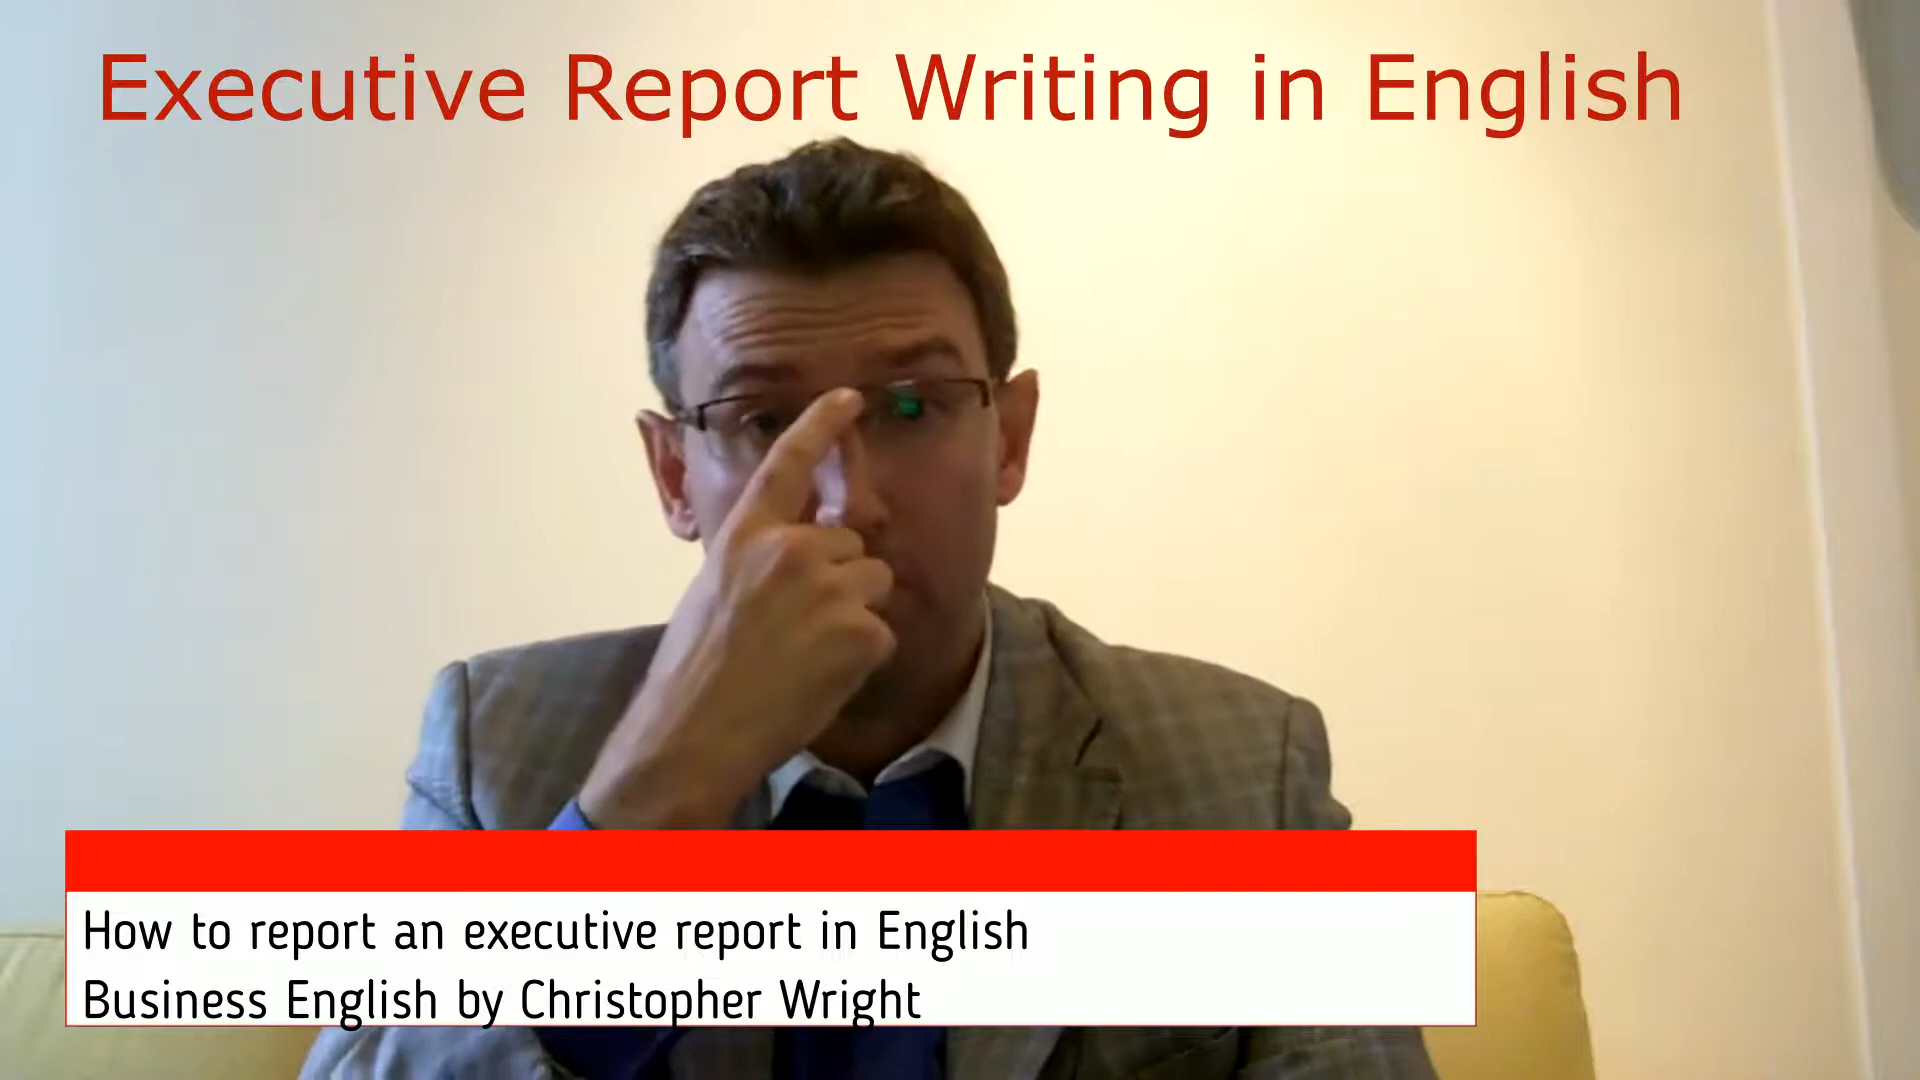 Executive Report Writing in English
How to report an executive report in English
Business English by Christopher Wright